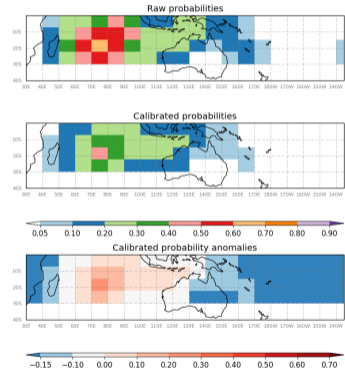 Raw probabilities
10S
20S
30S
40S
30E 40E 50E 60E 70E 80E 90E 100E 110E 120E 130E 140E 150E 160E 170E 180E 170W 160W 150W 140W
Calibrated probabilities
10S
20S
30S
40S
30E 40E 50E 60E 70E 80E 90E 100E 110E 120E 130E 140E 150E 160E 170E 180E 170W 160W 150W 140W
0.05 0.10 0.20 0.30 0.40 0.50 0.60 0.70 0.80 0.90
Calibrated probability anomalies
10S
20S
30S
40S
30E 40E 50E 60E 70E 80E 90E 100E 110E 120E 130E 140E 150E 160E 170E 180E 170W 160W 150W 140W
−0.15 −0.10 0.00 0.10 0.20 0.30 0.40 0.50 0.60 0.70